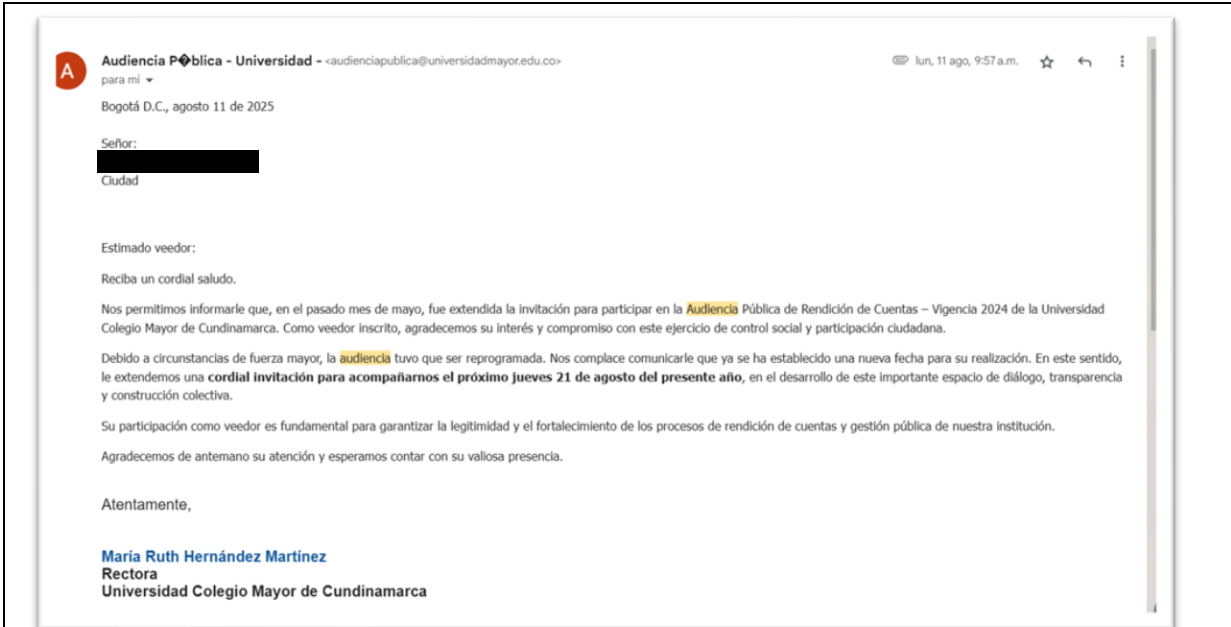 A
Audiencia P�blica - Universidad - <audienciapublica@universidadmayor.edu.co>
lun, 11 ago, 9:57 a.m.
para mí
Bogotá D.C., agosto 11 de 2025
Señor:
Ciudad
Estimado veedor:
Reciba un cordial saludo.
Nos permitimos informarle que, en el pasado mes de mayo, fue extendida la invitación para participar en la Audiencia Pública de Rendición de Cuentas – Vigencia 2024 de la Universidad
Colegio Mayor de Cundinamarca. Como veedor inscrito, agradecemos su interés y compromiso con este ejercicio de control social y participación ciudadana.
Debido a circunstancias de fuerza mayor, la audiencia tuvo que ser reprogramada. Nos complace comunicarle que ya se ha establecido una nueva fecha para su realización. En este sentido,
le extendemos una cordial invitación para acompañarnos el próximo jueves 21 de agosto del presente año, en el desarrollo de este importante espacio de diálogo, transparencia
y construcción colectiva.
Su participación como veedor es fundamental para garantizar la legitimidad y el fortalecimiento de los procesos de rendición de cuentas y gestión pública de nuestra institución.
Agradecemos de antemano su atención y esperamos contar con su valiosa presencia.
Atentamente,
María Ruth Hernández Martínez
Rectora
Universidad Colegio Mayor de Cundinamarca